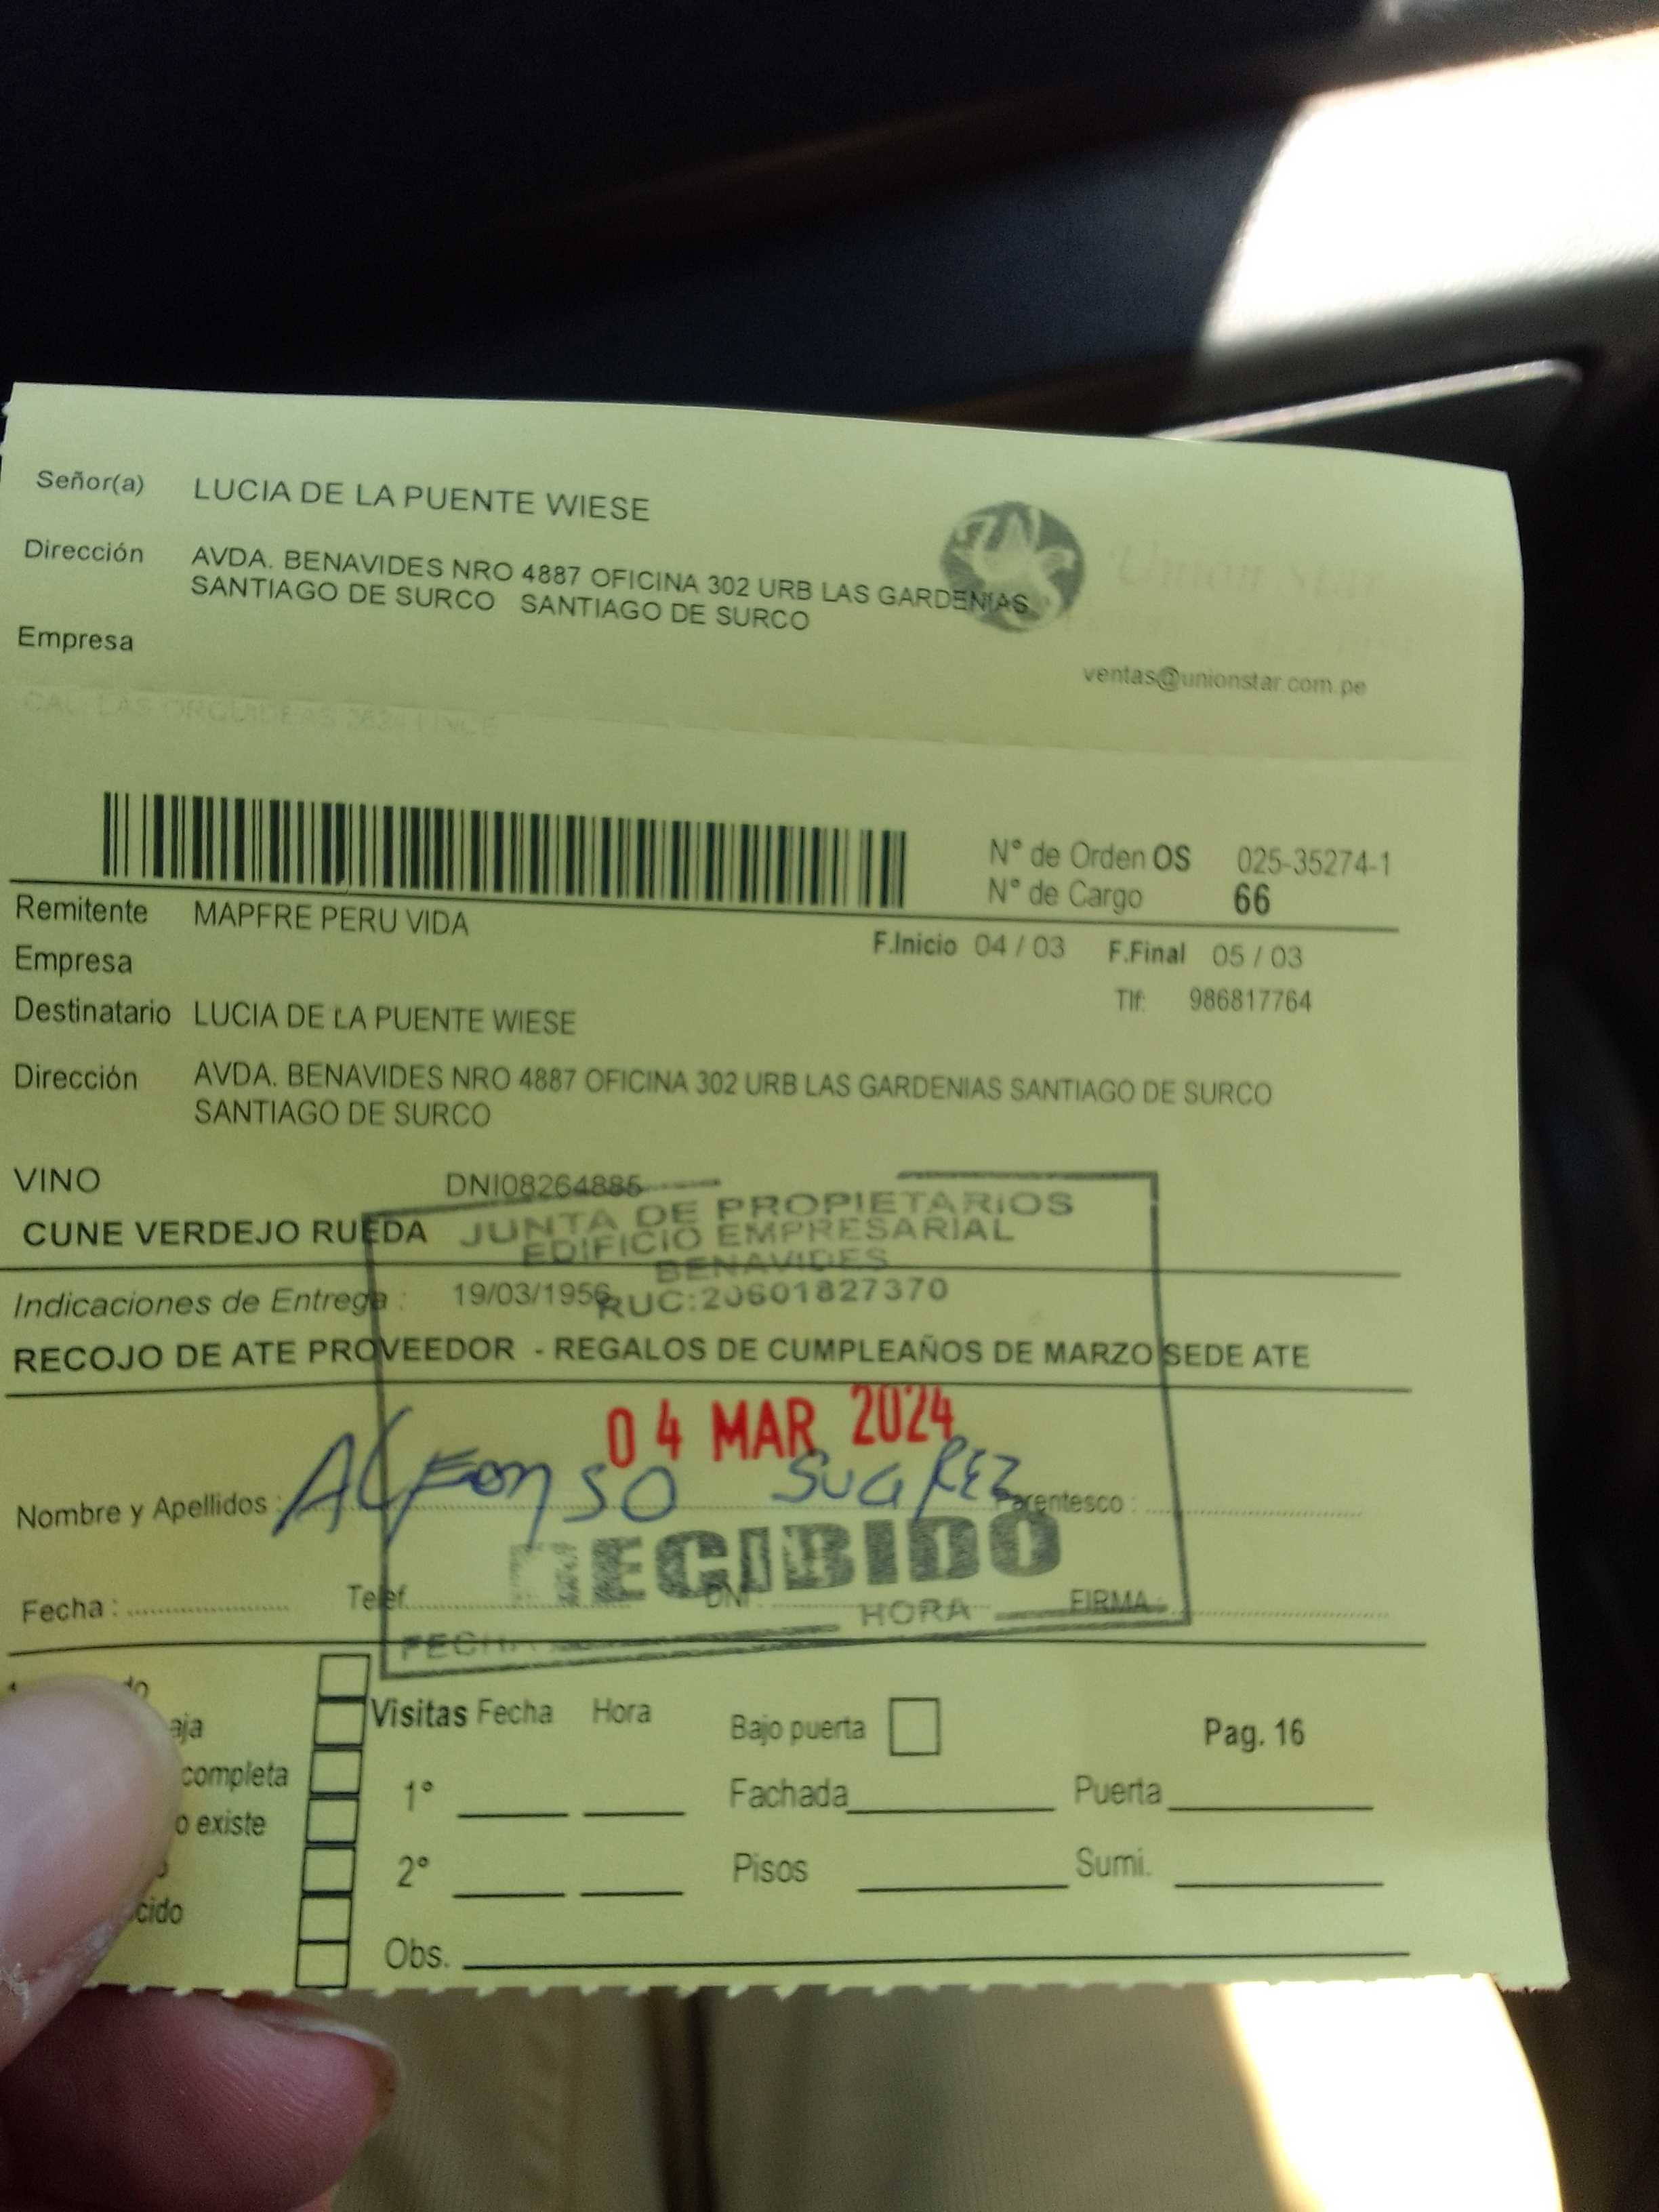 Señor(a) LUCIA DE LA PUENTE WIESE
Dirección AVDA. BENAVIDES NRO 4887 OFICINA 302 URB LAS GARDENIAS
SANTIAGO DE SURCO SANTIAGO DE SURCO
Empresa
ventas@unionstar.com.pe
N° de Orden OS 025-35274-1
N° de Cargo 66
Remitente MAPFRE PERU VIDA
F.Inicio 04 / 03 F.Final 05 / 03
Empresa
Tlf: 986817764
Destinatario LUCIA DE LA PUENTE WIESE
Dirección AVDA. BENAVIDES NRO 4887 OFICINA 302 URB LAS GARDENIAS SANTIAGO DE SURCO
SANTIAGO DE SURCO
VINO DNI08264885
JUNTA DE PROPIETARIOS
CUNE VERDEJO RUEDA
EDIFICIO EMPRESARIAL
BENAVIDES
Indicaciones de Entrega : 19/03/1956
RUC:20601827370
RECOJO DE ATE PROVEEDOR - REGALOS DE CUMPLEAÑOS DE MARZO SEDE ATE
04 MAR 2024
Nombre y Apellidos : ALFONSO SUAREZ Parentesco :
RECIBIDO
Fecha : Telef. DNI : FIRMA :
FECHA HORA
do
aja
Visitas Fecha Hora Bajo puerta Pag. 16
completa
1° Fachada Puerta
o existe
2° Pisos Sumi.
cido
Obs.